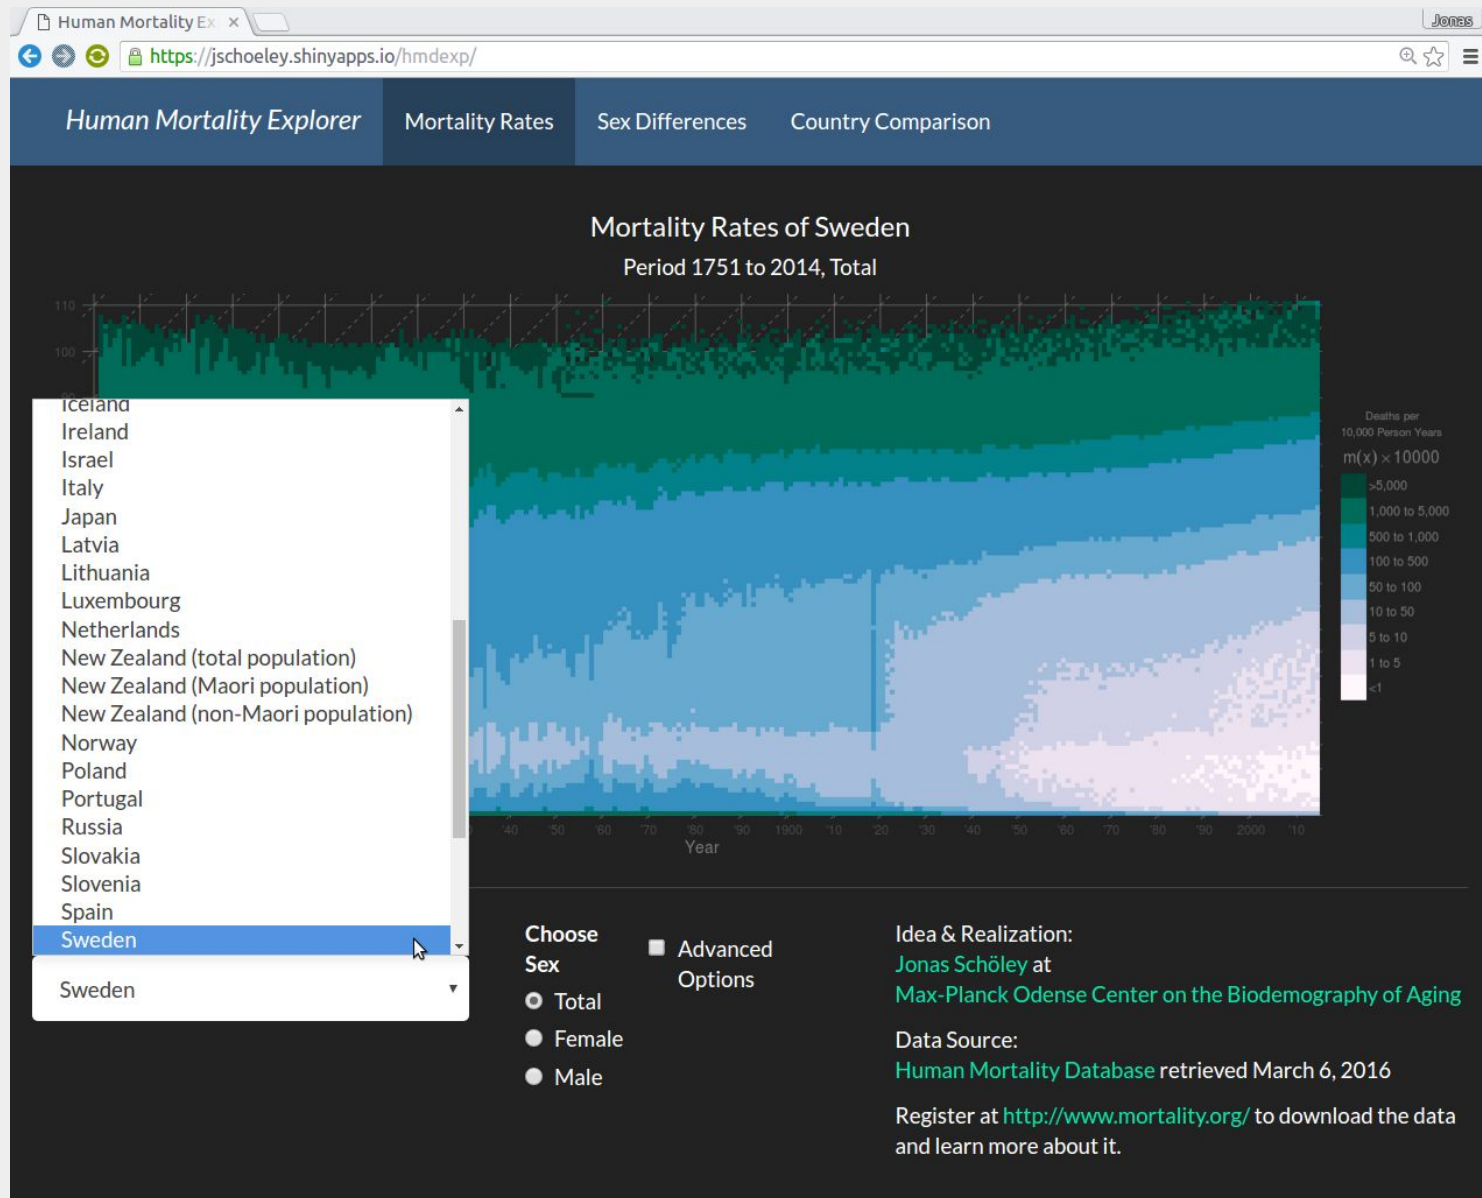 Human Mortality Ex
Jonas
https://jschoeley.shinyapps.io/hmdexp/
Human Mortality Explorer
Mortality Rates
Sex Differences
Country Comparison
Mortality Rates of Sweden
Period 1751 to 2014, Total
110
100
Iceland
Ireland
Israel
Italy
Japan
Latvia
Lithuania
Luxembourg
Netherlands
New Zealand (total population)
New Zealand (Maori population)
New Zealand (non-Maori population)
Norway
Poland
Portugal
Russia
Slovakia
Slovenia
Spain
Sweden
Sweden
'40 '50 '60 '70 '80 '90 1900 '10 '20 '30 '40 '50 '60 '70 '80 '90 2000 '10
Year
Deaths per
10,000 Person Years
m(x) × 10000
>5,000
1,000 to 5,000
500 to 1,000
100 to 500
50 to 100
10 to 50
5 to 10
1 to 5
<1
Choose
Sex
Total
Female
Male
Advanced
Options
Idea & Realization:
Jonas Schöley at
Max-Planck Odense Center on the Biodemography of Aging
Data Source:
Human Mortality Database retrieved March 6, 2016
Register at http://www.mortality.org/ to download the data
and learn more about it.